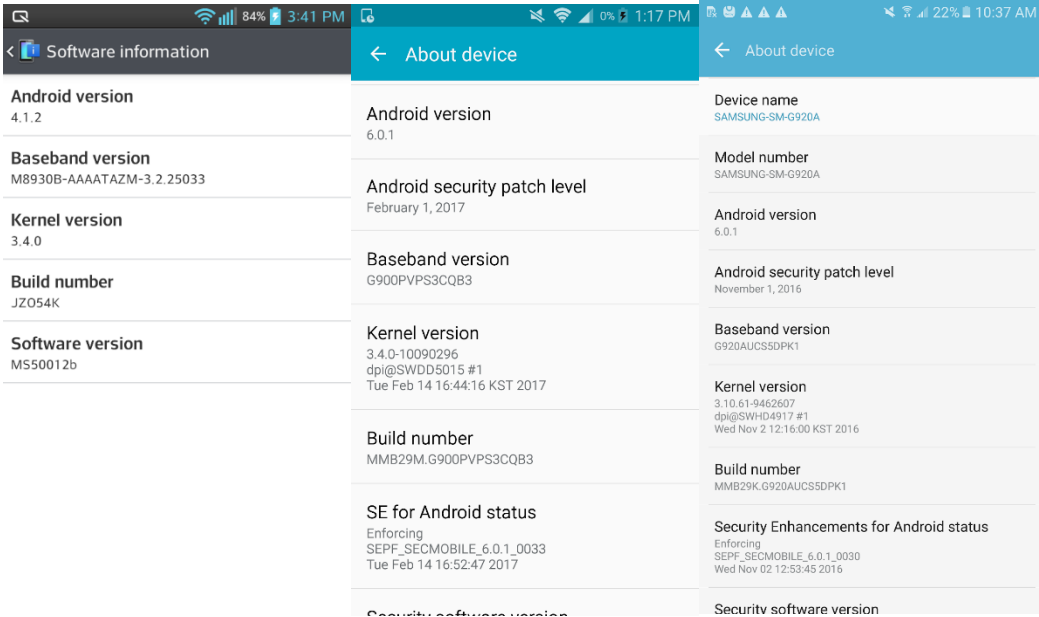 84% 3:41 PM
Software information
Android version
4.1.2
Baseband version
M8930B-AAAATAZM-3.2.25033
Kernel version
3.4.0
Build number
JZO54K
Software version
MS50012b
0% 1:17 PM
About device
Android version
6.0.1
Android security patch level
February 1, 2017
Baseband version
G900PVPS3CQB3
Kernel version
3.4.0-10090296
dpi@SWDD5015 #1
Tue Feb 14 16:44:16 KST 2017
Build number
MMB29M.G900PVPS3CQB3
SE for Android status
Enforcing
SEPF_SECMOBILE_6.0.1_0033
Tue Feb 14 16:52:47 2017
Security software version
22% 10:37 AM
About device
Device name
SAMSUNG-SM-G920A
Model number
SAMSUNG-SM-G920A
Android version
6.0.1
Android security patch level
November 1, 2016
Baseband version
G920AUCS5DPK1
Kernel version
3.10.61-9462607
dpi@SWHD4917 #1
Wed Nov 2 12:16:00 KST 2016
Build number
MMB29K.G920AUCS5DPK1
Security Enhancements for Android status
Enforcing
SEPF_SECMOBILE_6.0.1_0030
Wed Nov 02 12:53:45 2016
Security software version